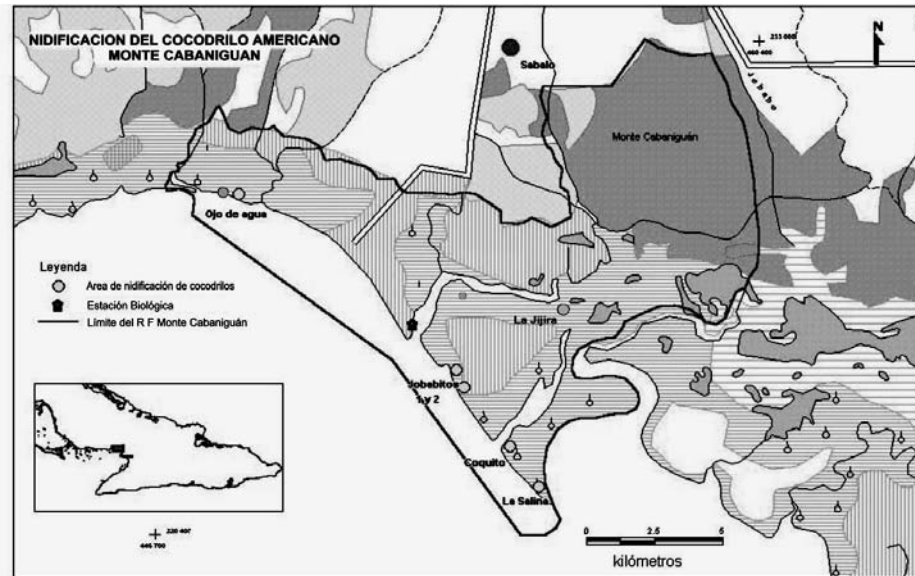 NIDIFICACION DEL COCODRILO AMERICANO
MONTE CABANIGUAN
Sabalo
N
Jobabo
Monte Cabaniguán
Ojo de agua
Leyenda
Area de nidificación de cocodrilos
Estación Biológica
Límite del R F Monte Cabaniguán
La Jijira
Jobabitos
1 y 2
Coquito
La Salina
0 2.5 5
kilómetros